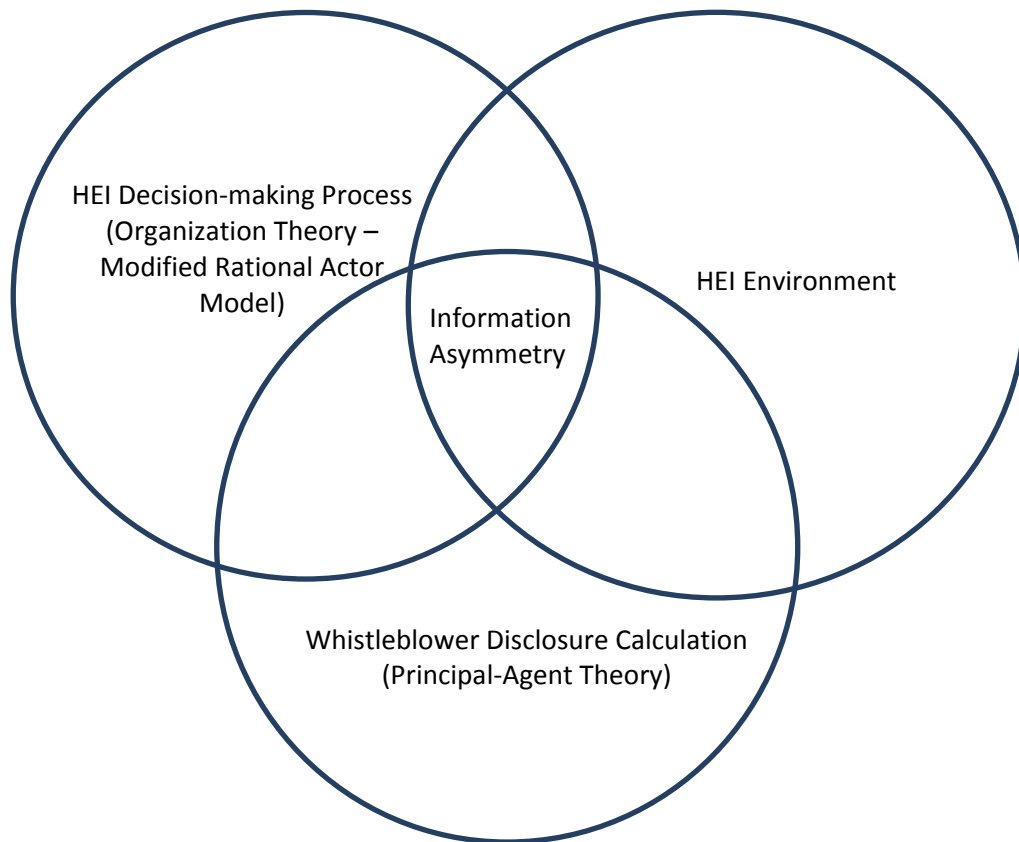 HEI Decision-making Process
(Organization Theory –
Modified Rational Actor
Model)
HEI Environment
Information
Asymmetry
Whistleblower Disclosure Calculation
(Principal-Agent Theory)